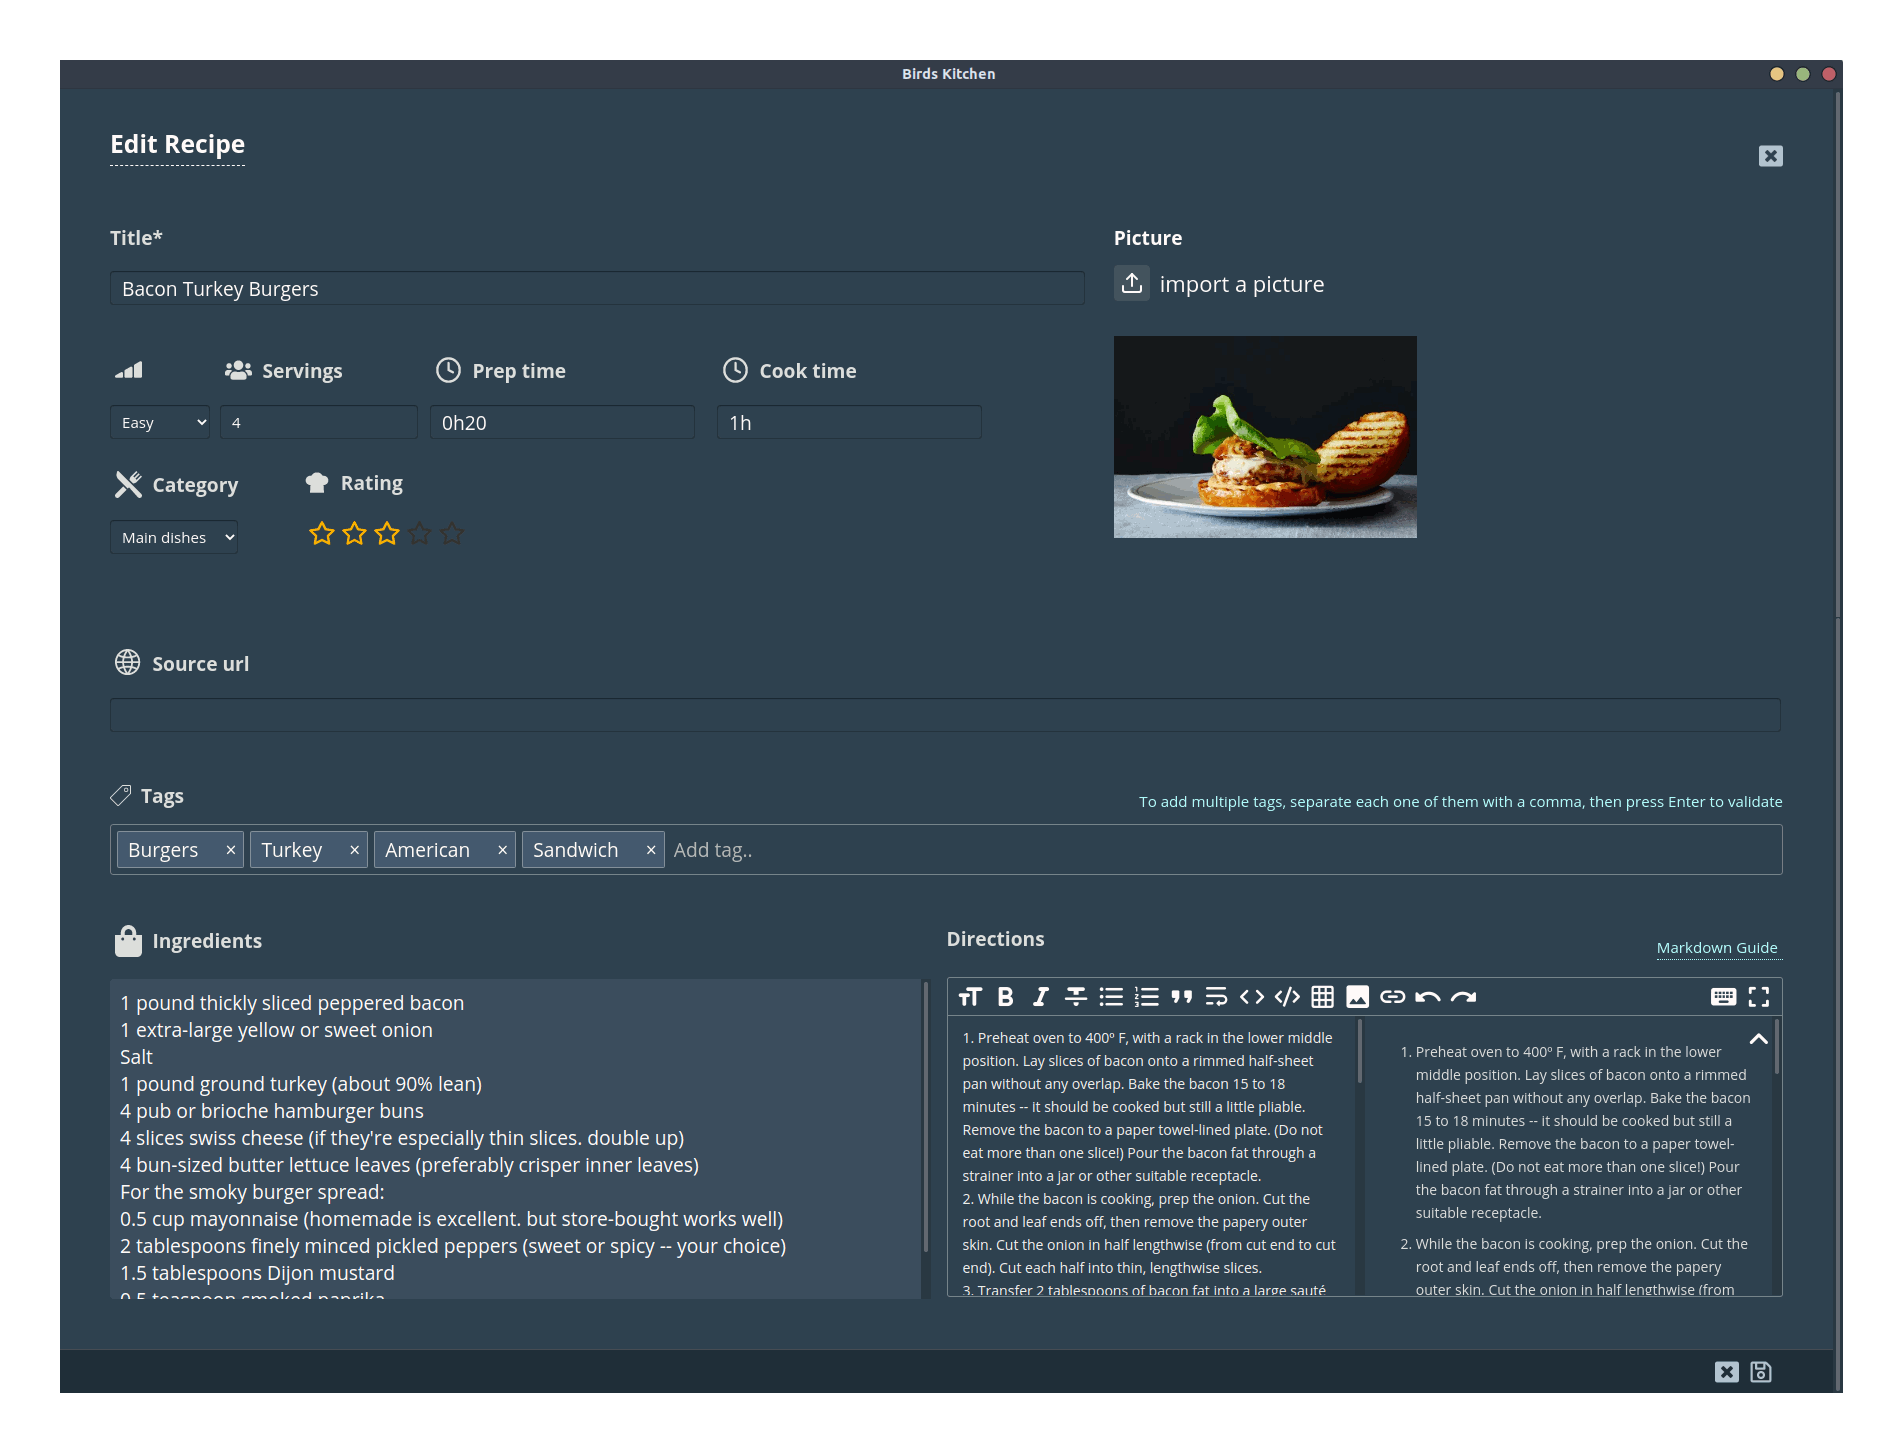 Birds Kitchen
Edit Recipe
Title*
Bacon Turkey Burgers
Picture
import a picture
Servings
Prep time
Cook time
Easy
4
0h20
1h
Category
Rating
Main dishes
Source url
Tags
To add multiple tags, separate each one of them with a comma, then press Enter to validate
Burgers × Turkey × American × Sandwich × Add tag..
Ingredients
1 pound thickly sliced peppered bacon
1 extra-large yellow or sweet onion
Salt
1 pound ground turkey (about 90% lean)
4 pub or brioche hamburger buns
4 slices swiss cheese (if they're especially thin slices. double up)
4 bun-sized butter lettuce leaves (preferably crisper inner leaves)
For the smoky burger spread:
0.5 cup mayonnaise (homemade is excellent. but store-bought works well)
2 tablespoons finely minced pickled peppers (sweet or spicy -- your choice)
1.5 tablespoons Dijon mustard
0.5 teaspoon smoked paprika
Directions
Markdown Guide
1. Preheat oven to 400º F, with a rack in the lower middle
position. Lay slices of bacon onto a rimmed half-sheet
pan without any overlap. Bake the bacon 15 to 18
minutes -- it should be cooked but still a little pliable.
Remove the bacon to a paper towel-lined plate. (Do not
eat more than one slice!) Pour the bacon fat through a
strainer into a jar or other suitable receptacle.
2. While the bacon is cooking, prep the onion. Cut the
root and leaf ends off, then remove the papery outer
skin. Cut the onion in half lengthwise (from cut end to cut
end). Cut each half into thin, lengthwise slices.
3. Transfer 2 tablespoons of bacon fat into a large sauté
1. Preheat oven to 400º F, with a rack in the lower
middle position. Lay slices of bacon onto a rimmed
half-sheet pan without any overlap. Bake the bacon
15 to 18 minutes -- it should be cooked but still a
little pliable. Remove the bacon to a paper towel-
lined plate. (Do not eat more than one slice!) Pour
the bacon fat through a strainer into a jar or other
suitable receptacle.
2. While the bacon is cooking, prep the onion. Cut the
root and leaf ends off, then remove the papery
outer skin. Cut the onion in half lengthwise (from